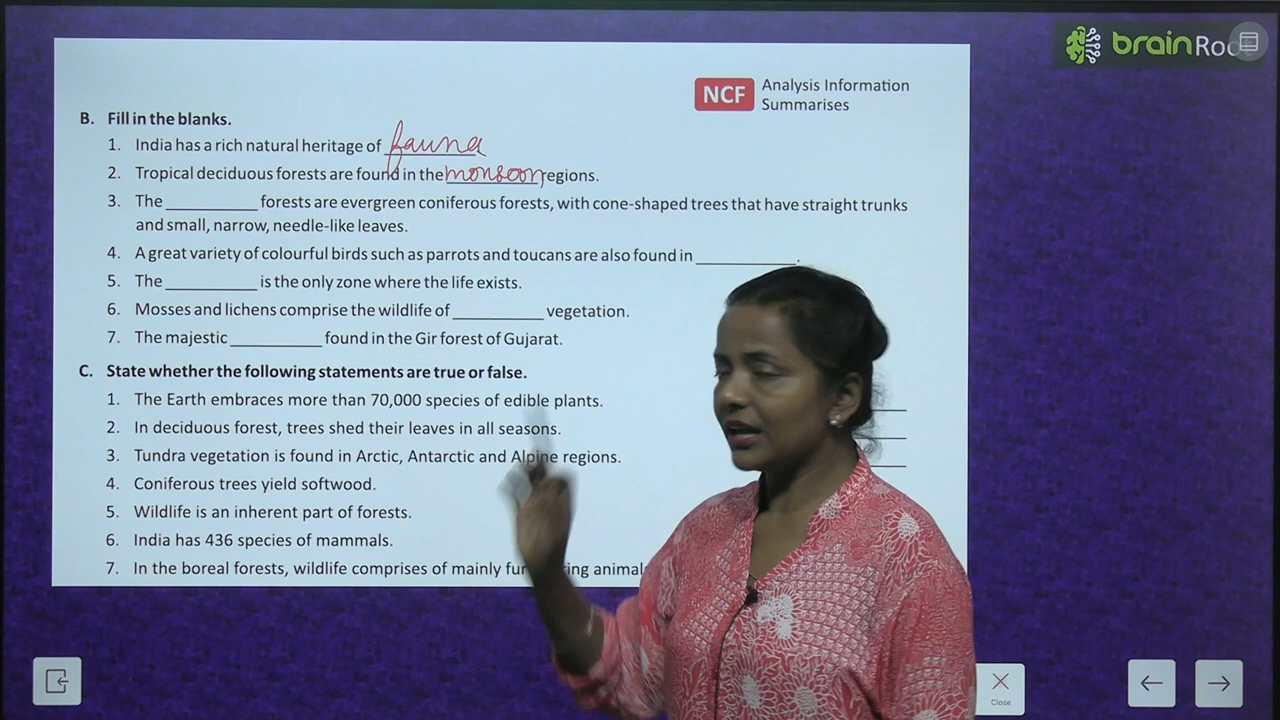 brainRo
NCF Analysis Information
Summarises
B. Fill in the blanks.
1. India has a rich natural heritage of fauna
2. Tropical deciduous forests are found in the monsoon regions.
3. The __________ forests are evergreen coniferous forests, with cone-shaped trees that have straight trunks
and small, narrow, needle-like leaves.
4. A great variety of colourful birds such as parrots and toucans are also found in ___________.
5. The __________ is the only zone where the life exists.
6. Mosses and lichens comprise the wildlife of __________ vegetation.
7. The majestic __________ found in the Gir forest of Gujarat.
C. State whether the following statements are true or false.
1. The Earth embraces more than 70,000 species of edible plants.
2. In deciduous forest, trees shed their leaves in all seasons.
3. Tundra vegetation is found in Arctic, Antarctic and Alpine regions.
4. Coniferous trees yield softwood.
5. Wildlife is an inherent part of forests.
6. India has 436 species of mammals.
7. In the boreal forests, wildlife comprises of mainly
Close